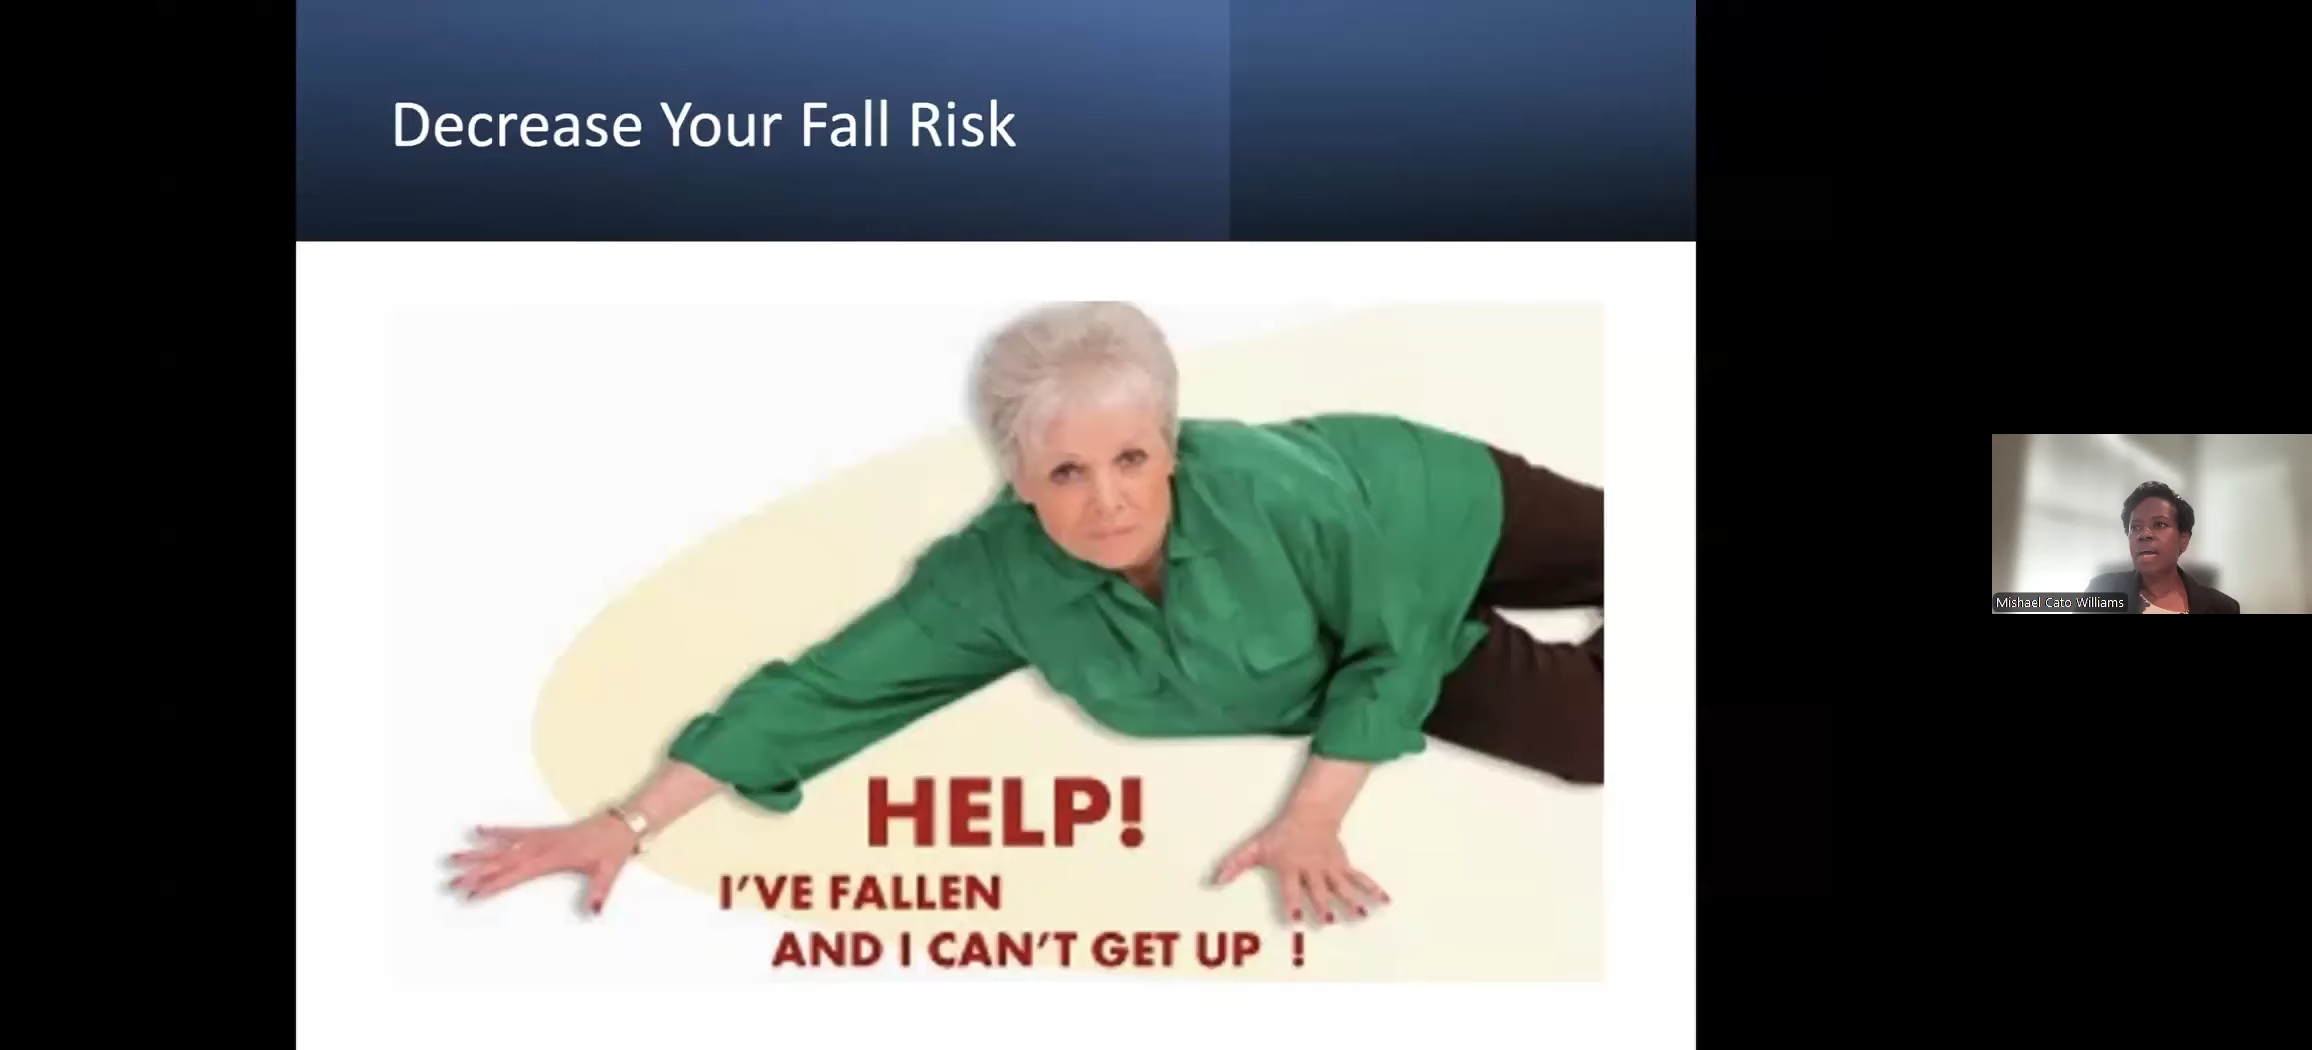 Decrease Your Fall Risk
HELP!
I'VE FALLEN
AND I CAN'T GET UP !
Mishael Cato Williams